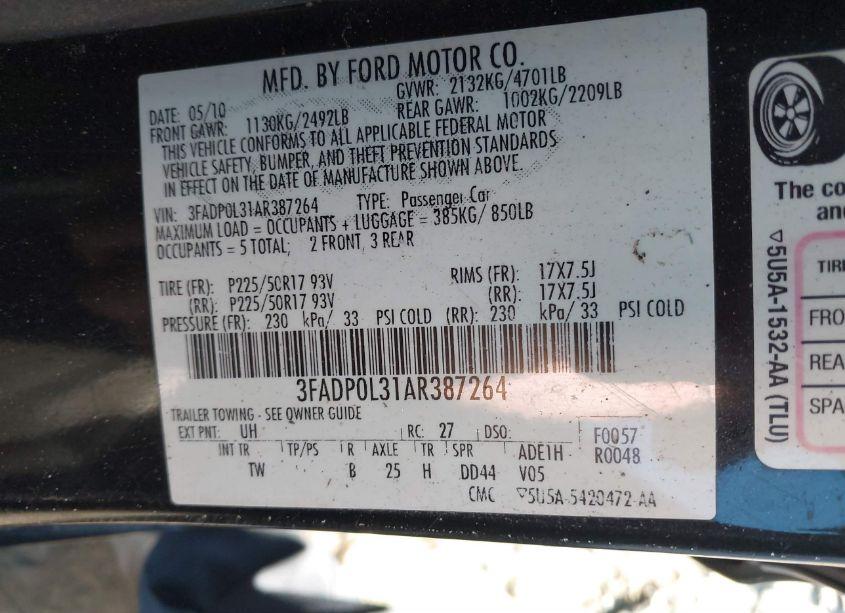 MFD. BY FORD MOTOR CO.
DATE: 05/10 GVWR: 2132KG/4701LB
FRONT GAWR: 1130KG/2492LB REAR GAWR: 1002KG/2209LB
THIS VEHICLE CONFORMS TO ALL APPLICABLE FEDERAL MOTOR
VEHICLE SAFETY, BUMPER, AND THEFT PREVENTION STANDARDS
IN EFFECT ON THE DATE OF MANUFACTURE SHOWN ABOVE.
VIN: 3FADP0L31AR387264 TYPE: Passenger Car
MAXIMUM LOAD = OCCUPANTS + LUGGAGE = 385KG/ 850LB
OCCUPANTS = 5 TOTAL; 2 FRONT, 3 REAR
TIRE (FR): P225/50R17 93V RIMS (FR): 17X7.5J
(RR): P225/50R17 93V (RR): 17X7.5J
PRESSURE (FR): 230 kPa/ 33 PSI COLD (RR): 230 kPa/ 33 PSI COLD
3FADP0L31AR387264
TRAILER TOWING - SEE OWNER GUIDE
EXT PNT: UH RC: 27 DSO: F0057
INT TR TP/PS R AXLE TR SPR ADE1H R0048
TW B 25 H DD44 V05
CMC ▽5U5A-5420472-AA
The co
an
▽5U5A-1532-AA (TLU)
TIRE
FRO
REA
SPA